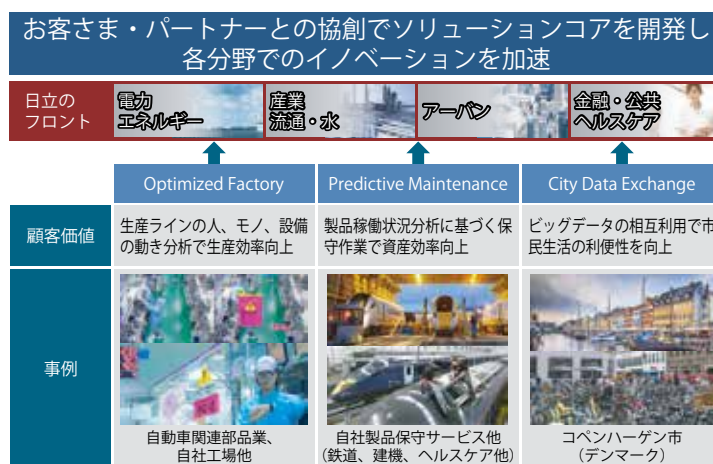 お客さま・パートナーとの協創でソリューションコアを開発し
各分野でのイノベーションを加速
日立の
フロント
電力
エネルギー
産業
流通・水
アーバン
金融・公共
ヘルスケア
Optimized Factory
Predictive Maintenance
City Data Exchange
顧客価値
生産ラインの人、モノ、設備
の動き分析で生産効率向上
製品稼働状況分析に基づく保
守作業で資産効率向上
ビッグデータの相互利用で市
民生活の利便性を向上
事例
自動車関連部品業、
自社工場他
自社製品保守サービス他
(鉄道、建機、ヘルスケア他)
コペンハーゲン市
(デンマーク)